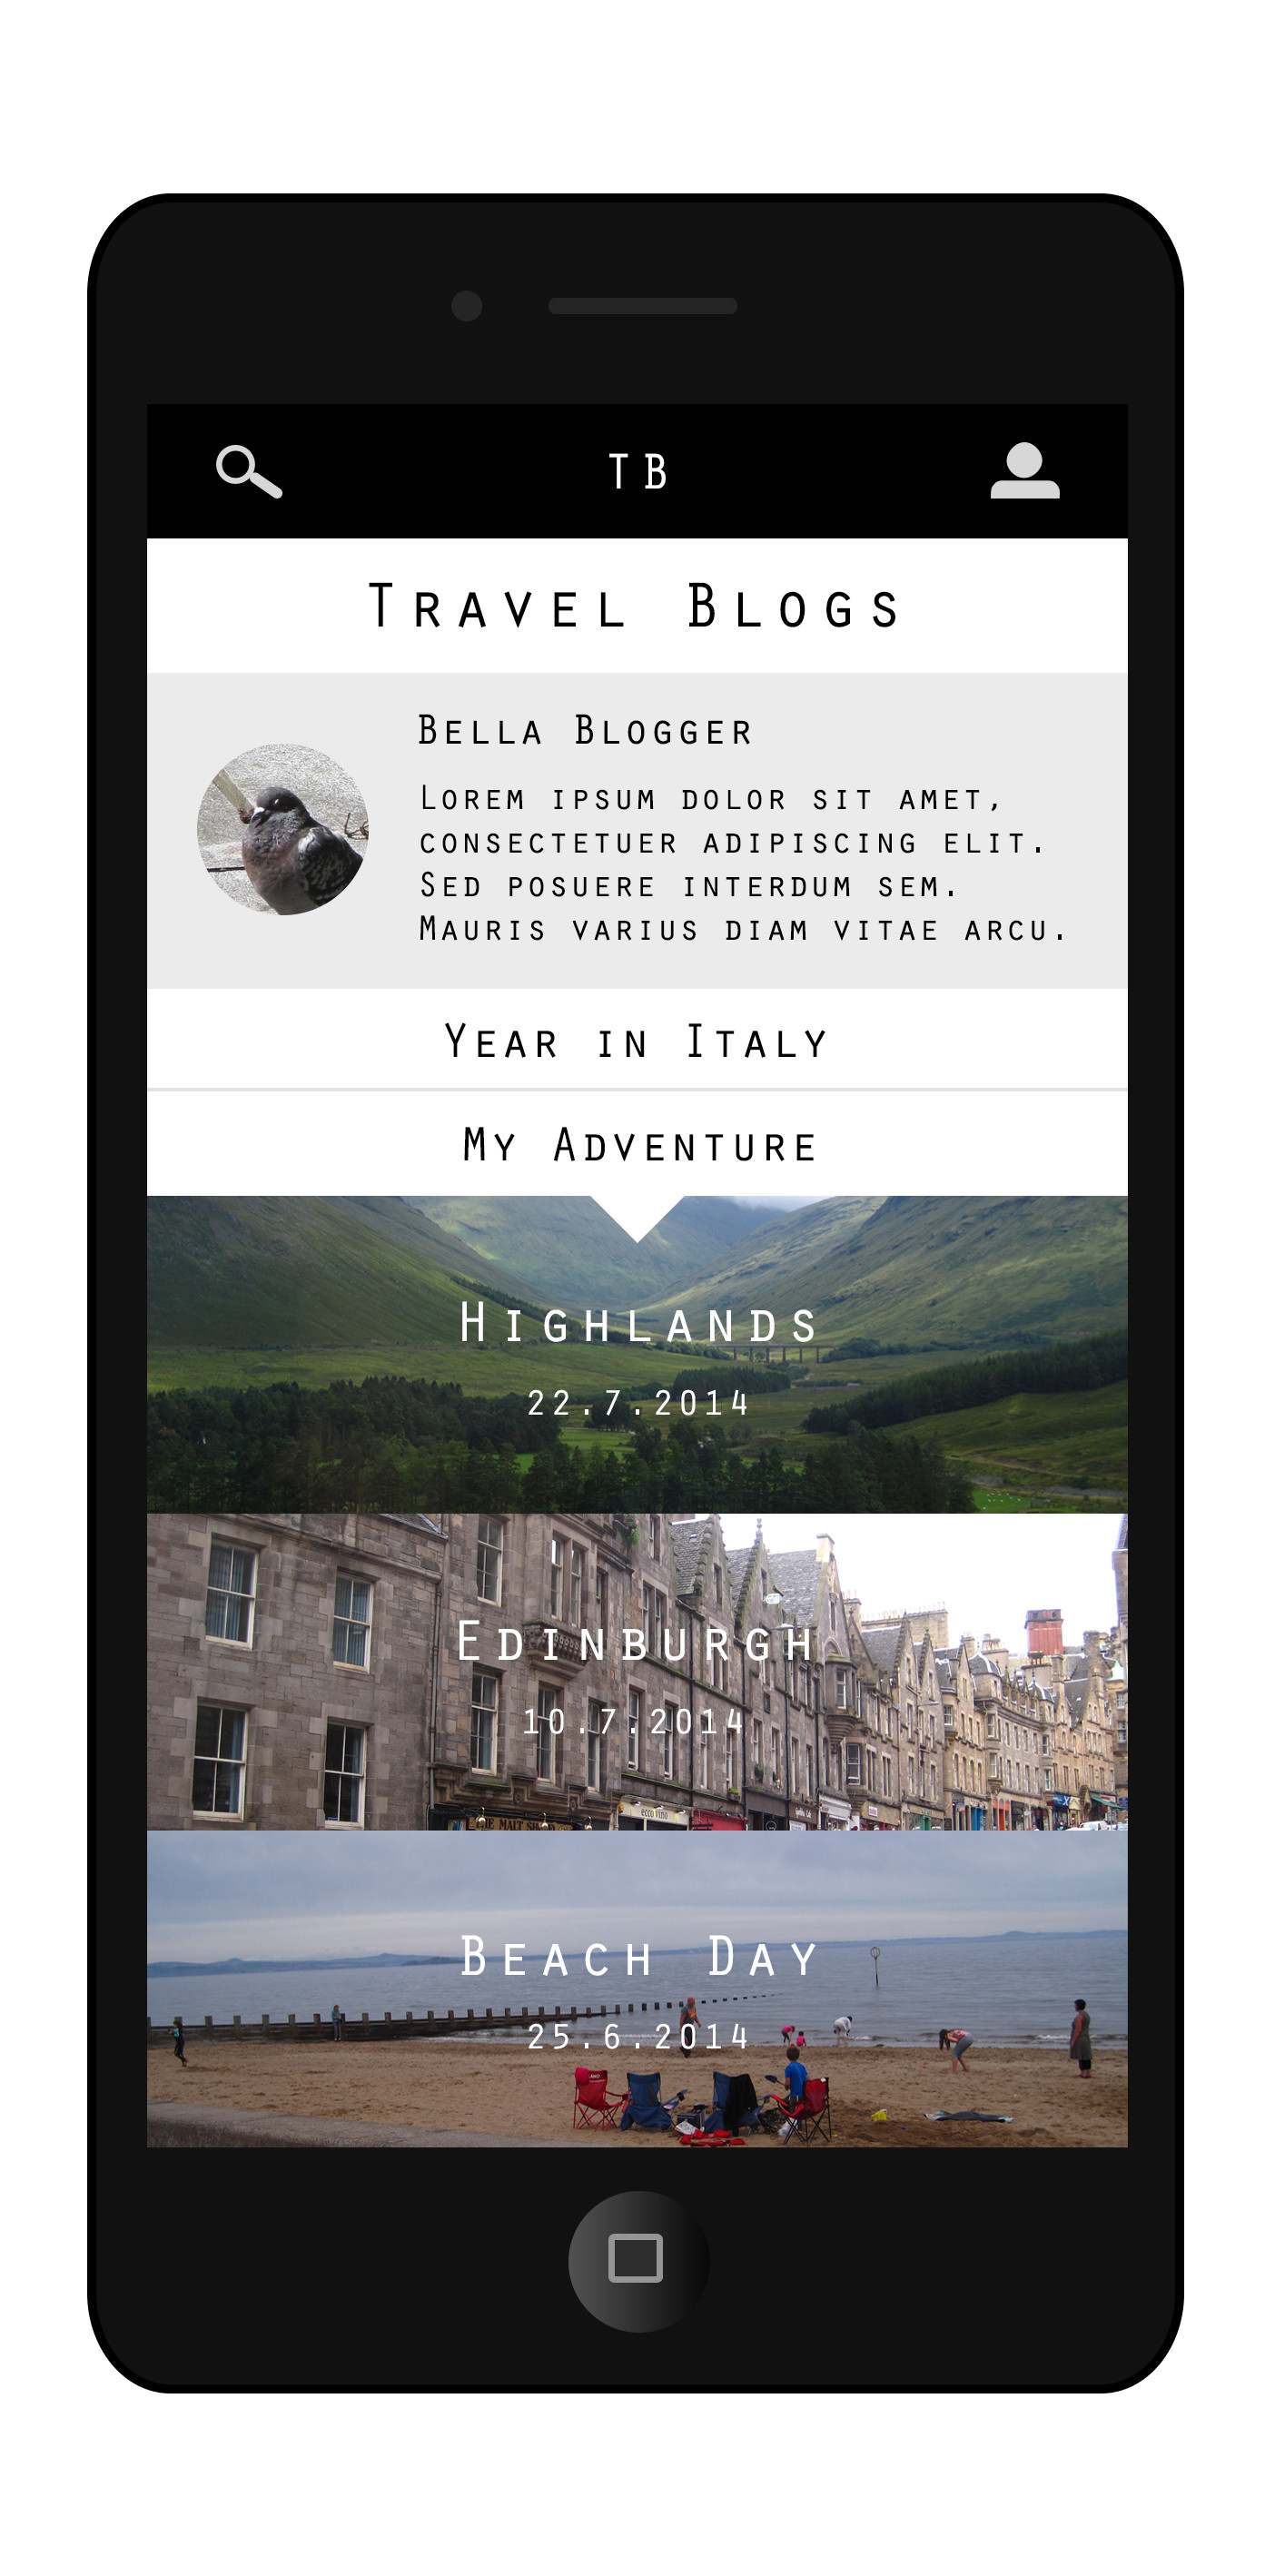 TB
Travel Blogs
Bella Blogger
Lorem ipsum dolor sit amet,
consectetuer adipiscing elit.
Sed posuere interdum sem.
Mauris varius diam vitae arcu.
Year in Italy
My Adventure
Highlands
22.7.2014
Edinburgh
10.7.2014
ecco vino
Beach Day
25.6.2014